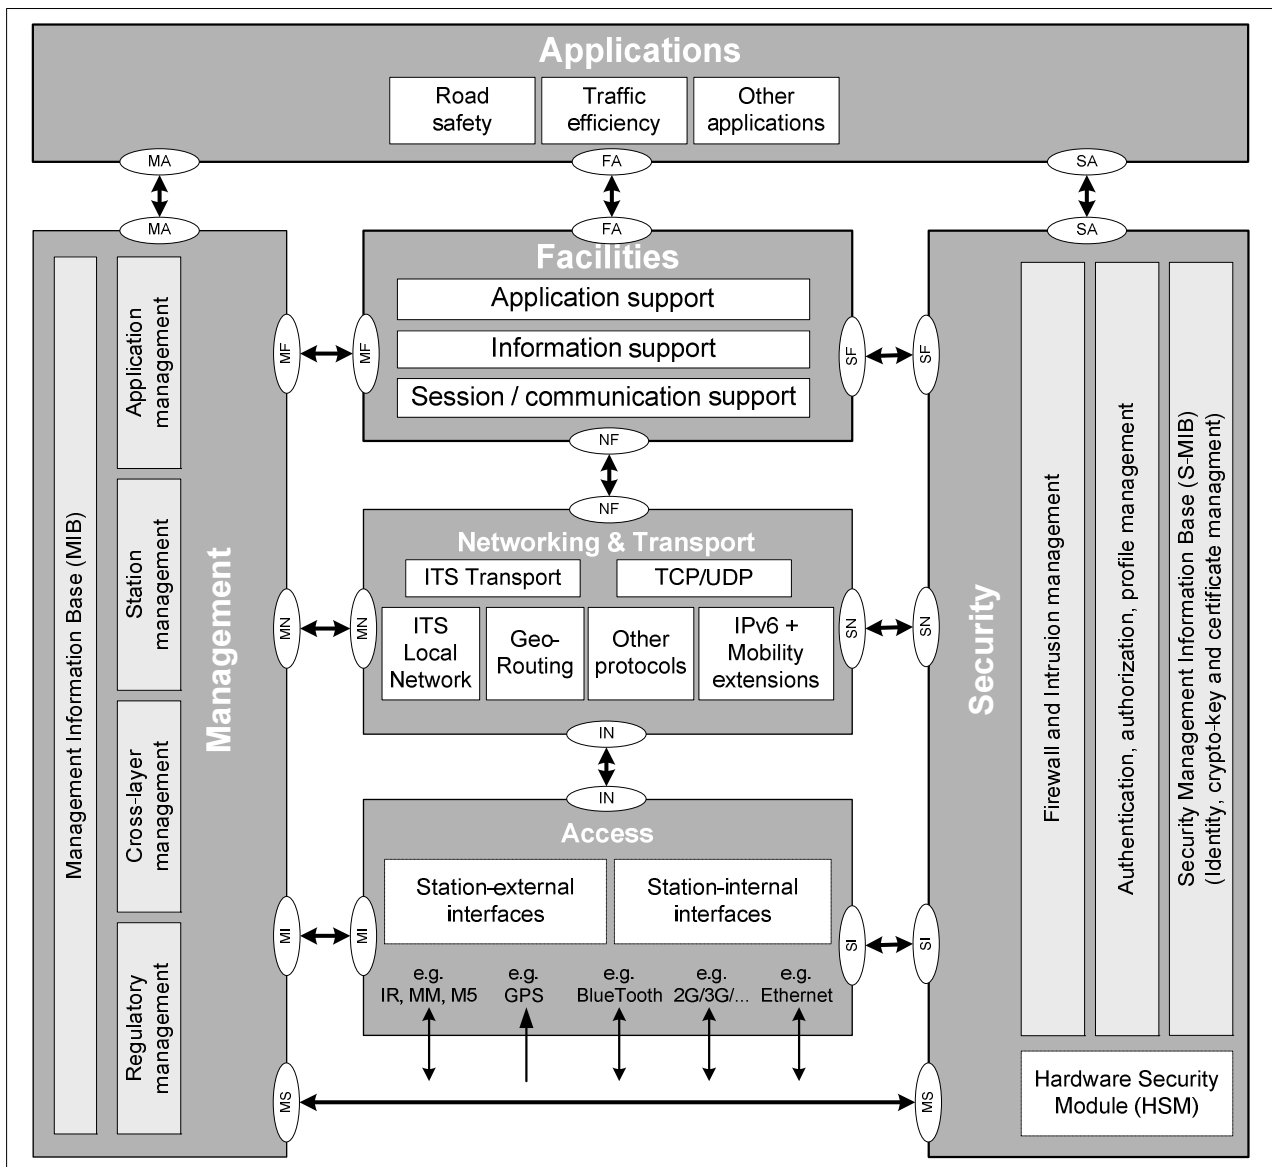 Applications
Road
safety
Traffic
efficiency
Other
applications
MA
FA
SA
MA
FA
SA
Management Information Base (MIB)
Application
management
Station
management
Cross-layer
management
Regulatory
management
Management
MF
MF
MN
MN
MI
MI
MS
Facilities
Application support
Information support
Session / communication support
NF
NF
Networking & Transport
ITS Transport
TCP/UDP
ITS
Local
Network
Geo-
Routing
Other
protocols
IPv6 +
Mobility
extensions
IN
IN
Access
Station-external
interfaces
Station-internal
interfaces
e.g.
IR, MM, M5
e.g.
GPS
e.g.
BlueTooth
e.g.
2G/3G/...
e.g.
Ethernet
SF
SF
SN
SN
SI
SI
MS
Security
Firewall and Intrusion management
Authentication, authorization, profile management
Security Management Information Base (S-MIB)
(Identity, crypto-key and certificate managment)
Hardware Security
Module (HSM)